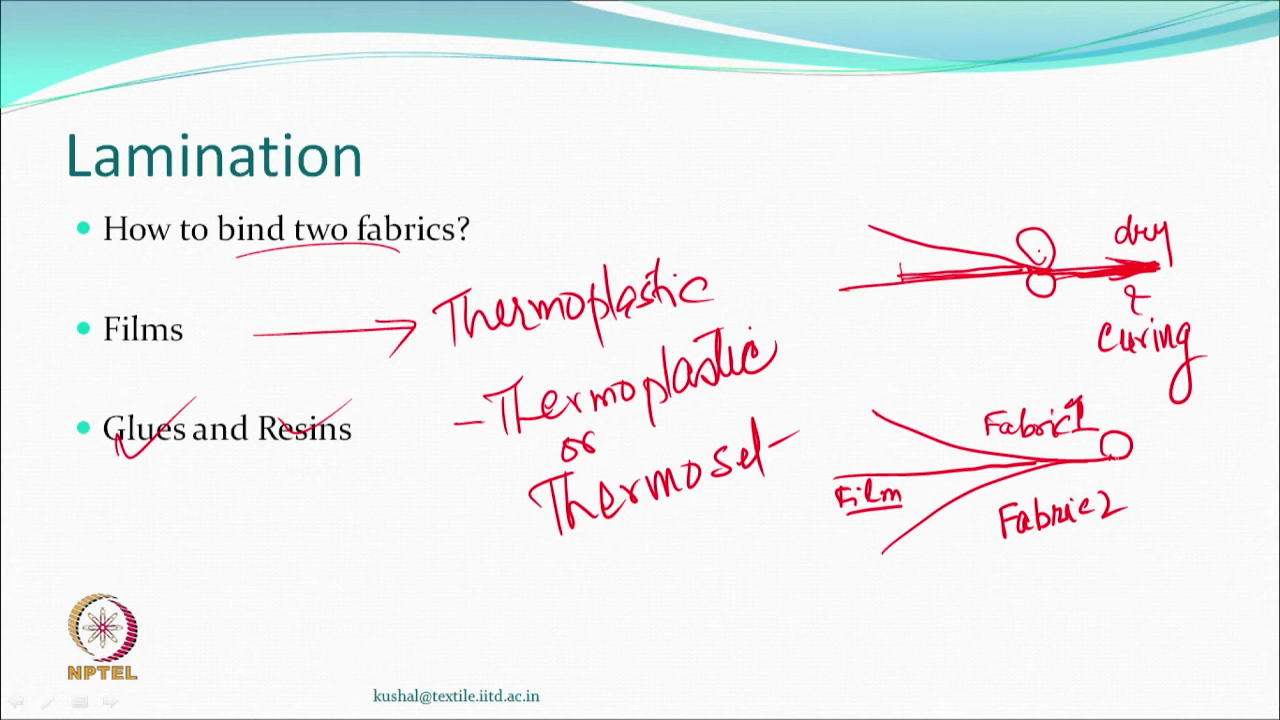 Lamination
How to bind two fabrics?
Films
Thermoplastic
Glues and Resins
- Thermoplastic
or
Thermoset -
dry
&
curing
Fabric 1
Film
Fabric 2
NPTEL
kushal@textile.iitd.ac.in